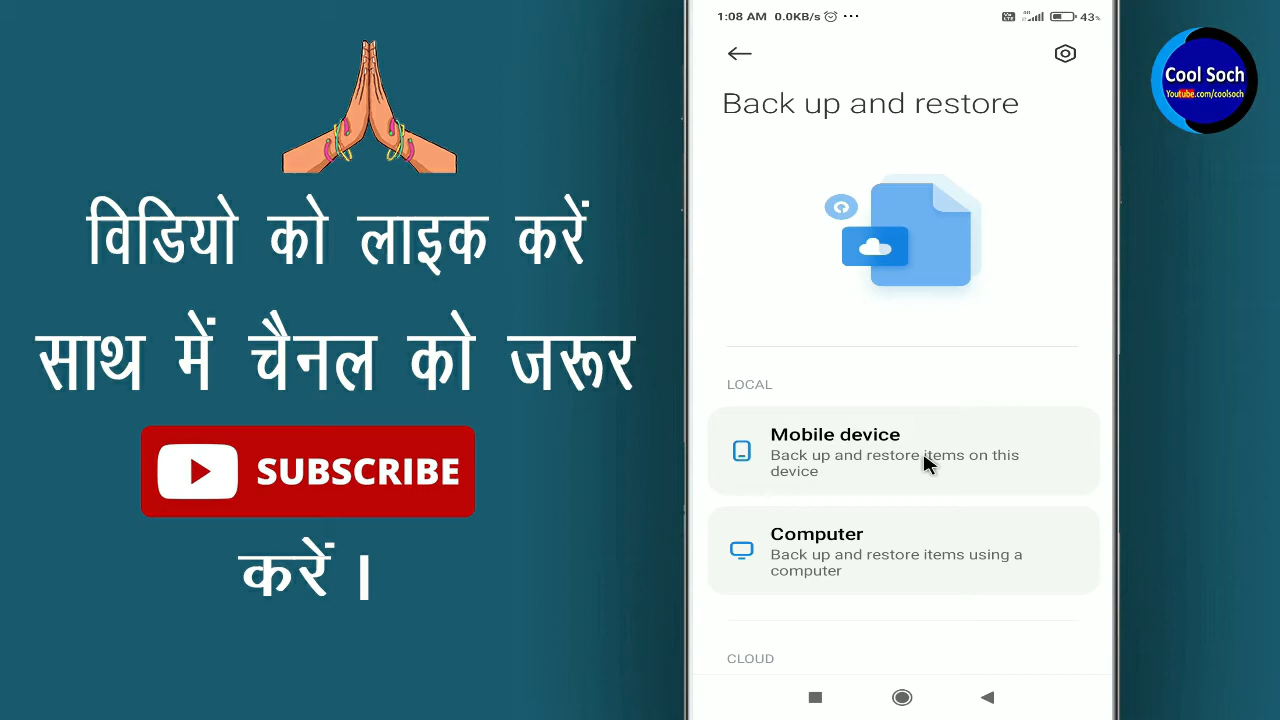 विडियो को लाइक करें
साथ में चैनल को जरूर
SUBSCRIBE
करें ।
1:08 AM 0.0KB/s ...
4G
43%
Back up and restore
LOCAL
Mobile device
Back up and restore items on this
device
Computer
Back up and restore items using a
computer
CLOUD
Cool Soch
Youtube.com/coolsoch